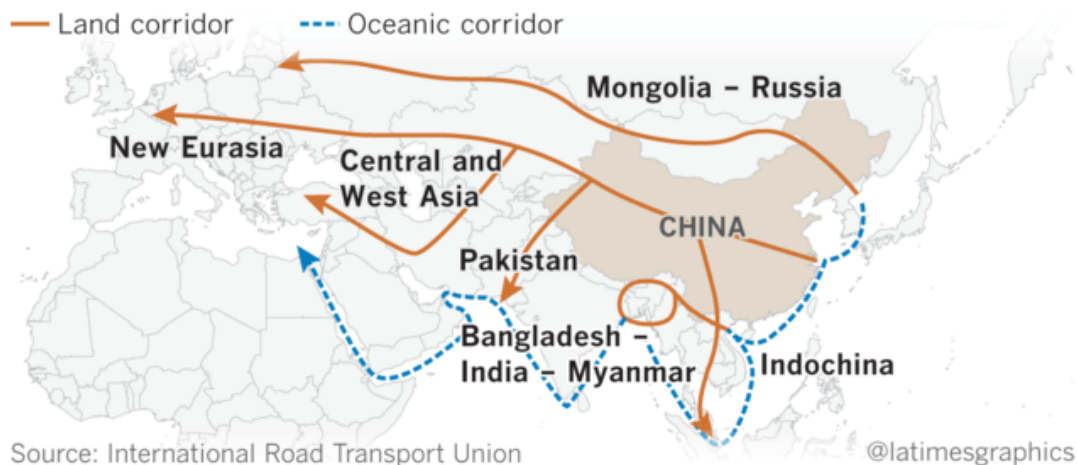 Land corridor
Oceanic corridor
Mongolia – Russia
New Eurasia
Central and
West Asia
CHINA
Pakistan
Bangladesh –
India – Myanmar
Indochina
Source: International Road Transport Union
@latimesgraphics